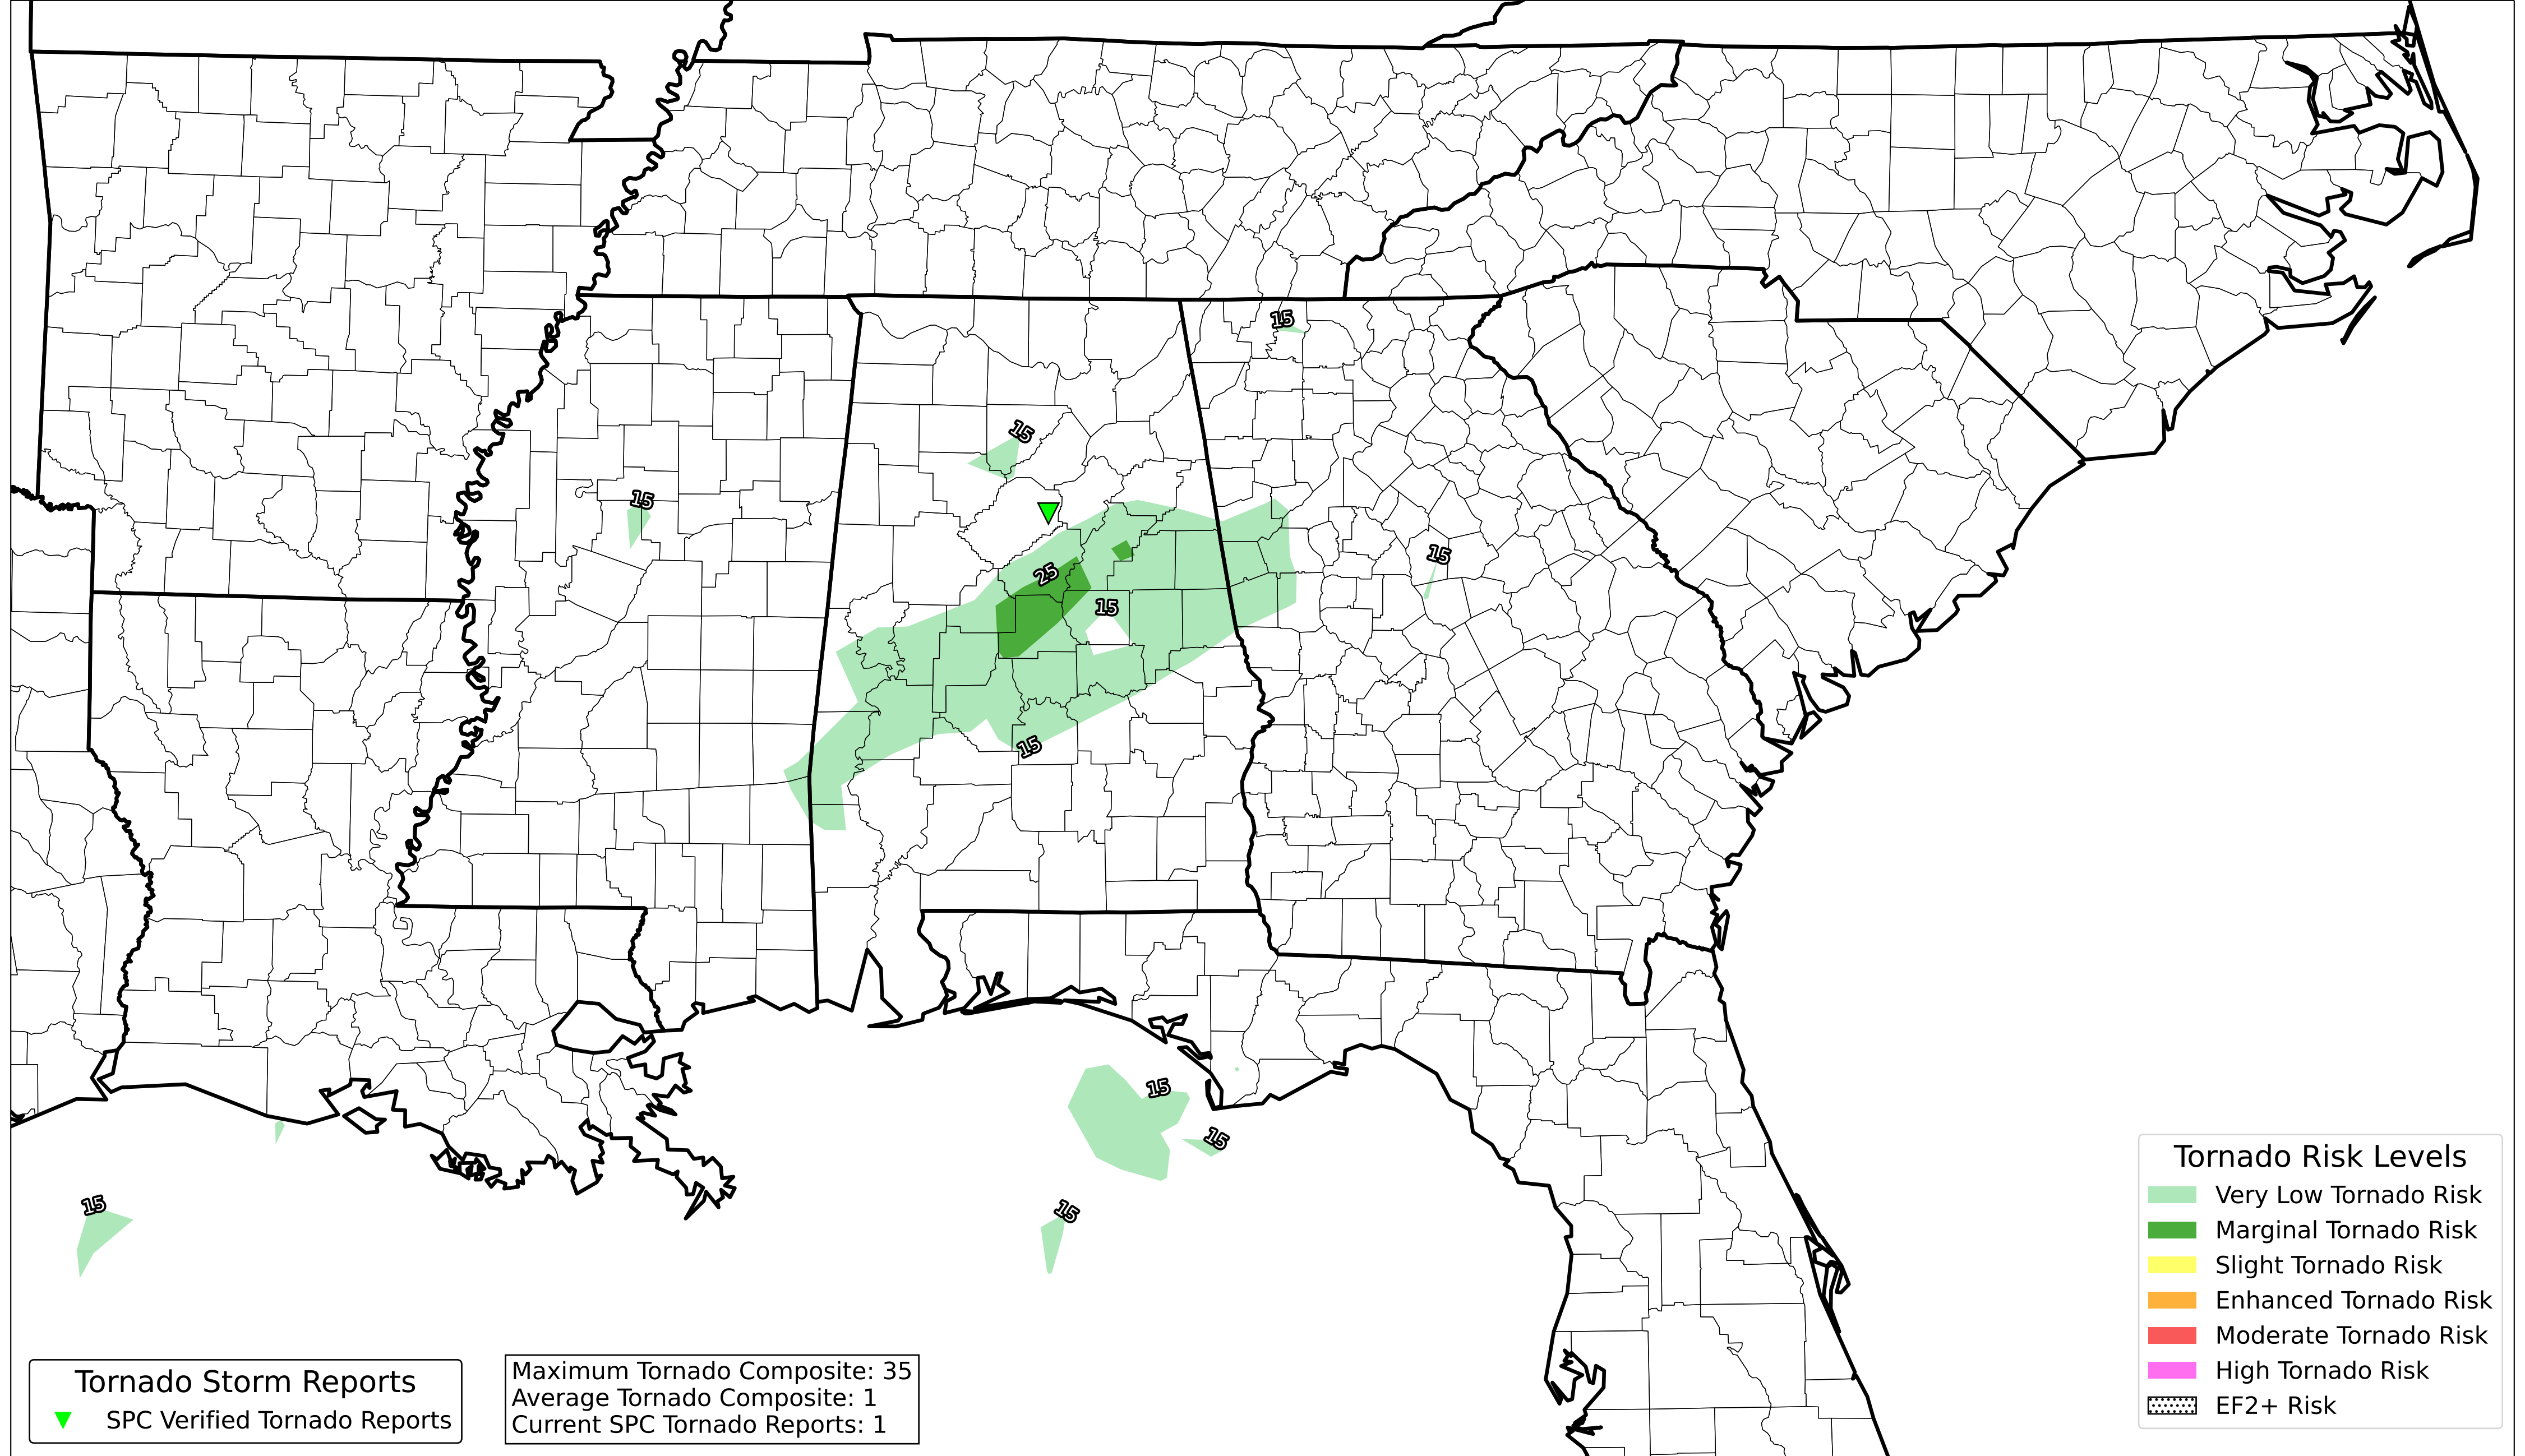 15
15
15
15
25
15
15
15
15
15
15
Tornado Risk Levels
Very Low Tornado Risk
Marginal Tornado Risk
Slight Tornado Risk
Enhanced Tornado Risk
Moderate Tornado Risk
High Tornado Risk
EF2+ Risk
Tornado Storm Reports
SPC Verified Tornado Reports
Maximum Tornado Composite: 35
Average Tornado Composite: 1
Current SPC Tornado Reports: 1